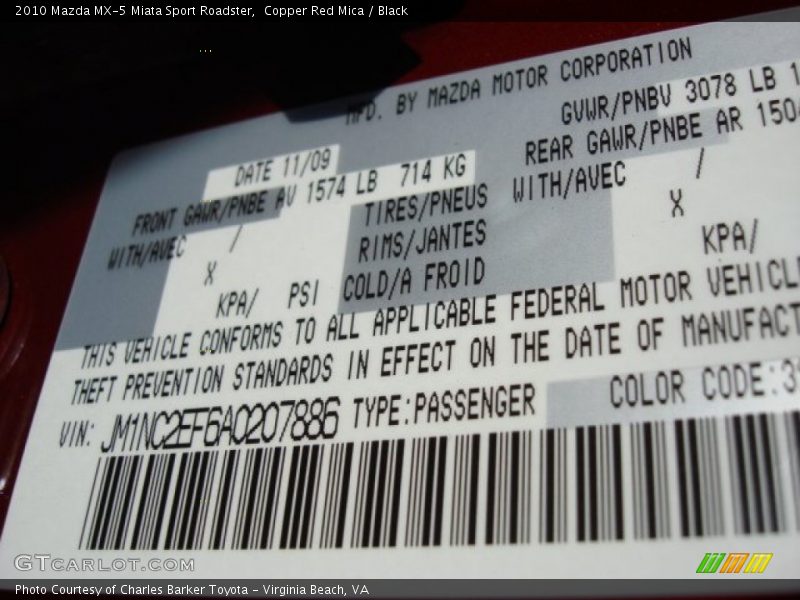 2010 Mazda MX-5 Miata Sport Roadster,  Copper Red Mica / Black
MFD. BY MAZDA MOTOR CORPORATION
DATE 11/09
GVWR/PNBV 3078 LB
FRONT GAWR/PNBE AV 1574 LB 714 KG
REAR GAWR/PNBE AR
WITH/AVEC /
TIRES/PNEUS
WITH/AVEC /
X
RIMS/JANTES
X
KPA/ PSI
COLD/A FROID
KPA/
THIS VEHICLE CONFORMS TO ALL APPLICABLE FEDERAL MOTOR VEHICLE
THEFT PREVENTION STANDARDS IN EFFECT ON THE DATE OF MANUFACT
VIN: JM1NC2EF6A0207886 TYPE:PASSENGER
COLOR CODE:
GTCARLOT.COM
Photo Courtesy of Charles Barker Toyota - Virginia Beach, VA